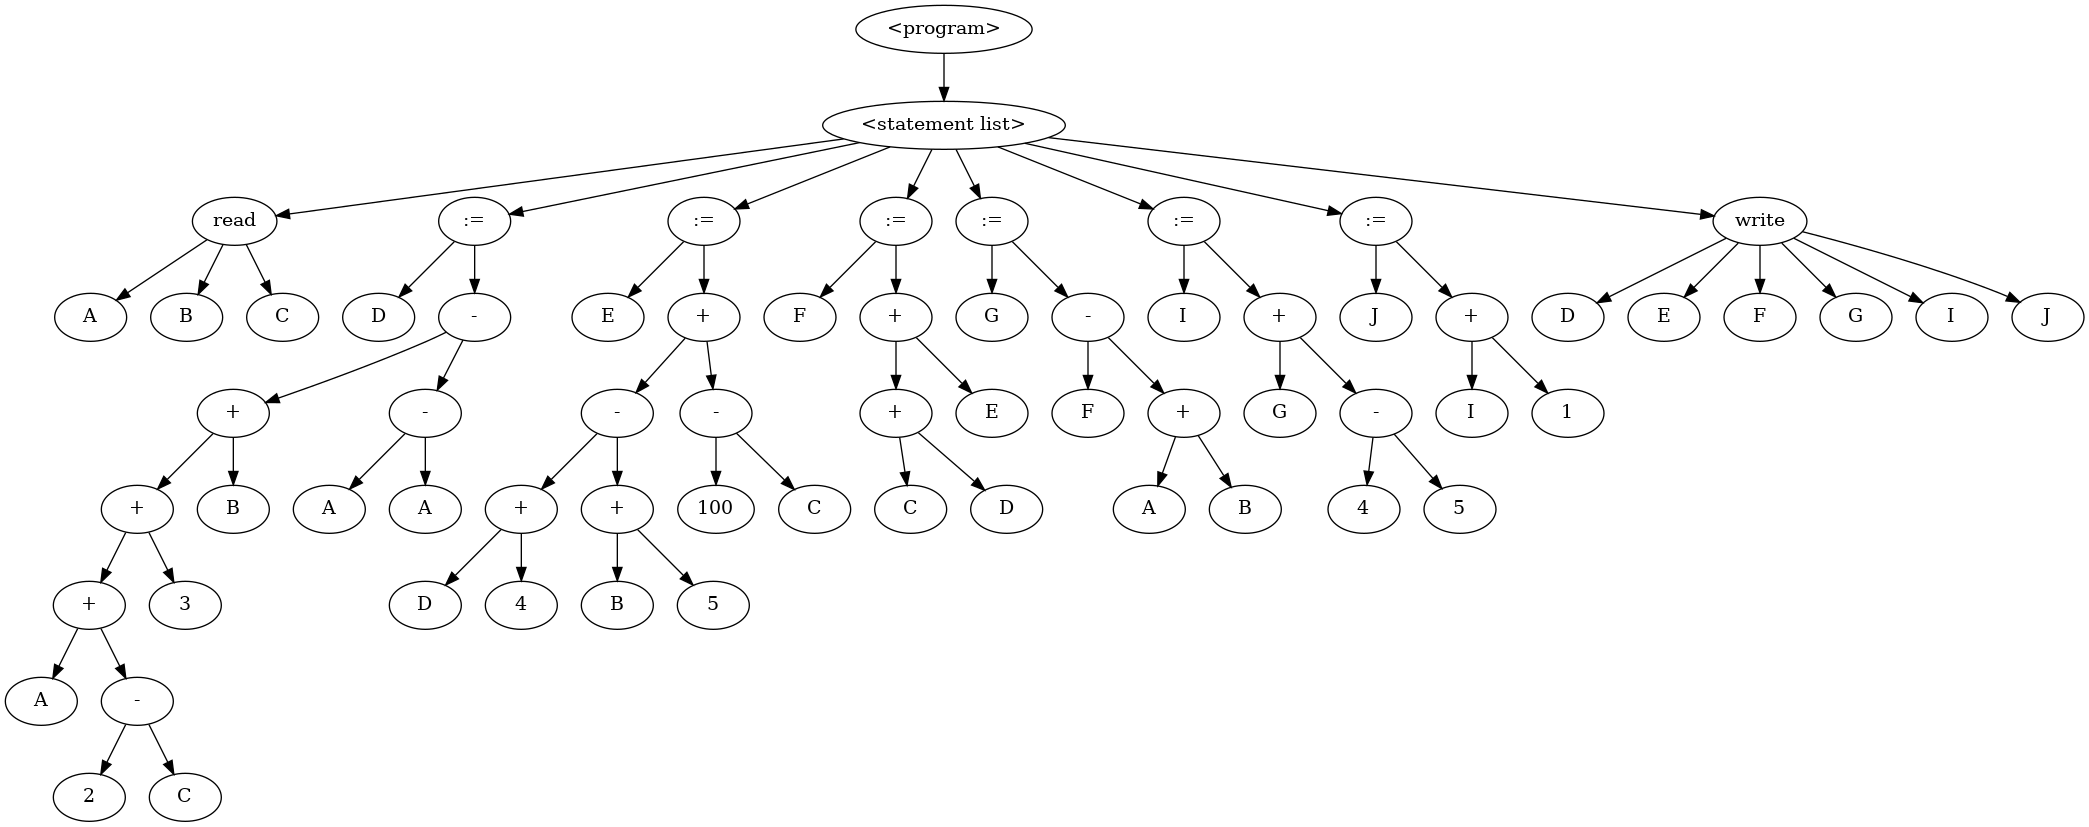 <program>
<statement list>
read := := := := := := write
A B C D - E + F + G - I + J + D E F G I J
+ - - - + E F + G - I 1
+ B A A + + 100 C C D A B 4 5
+ 3 D 4 B 5
A -
2 C